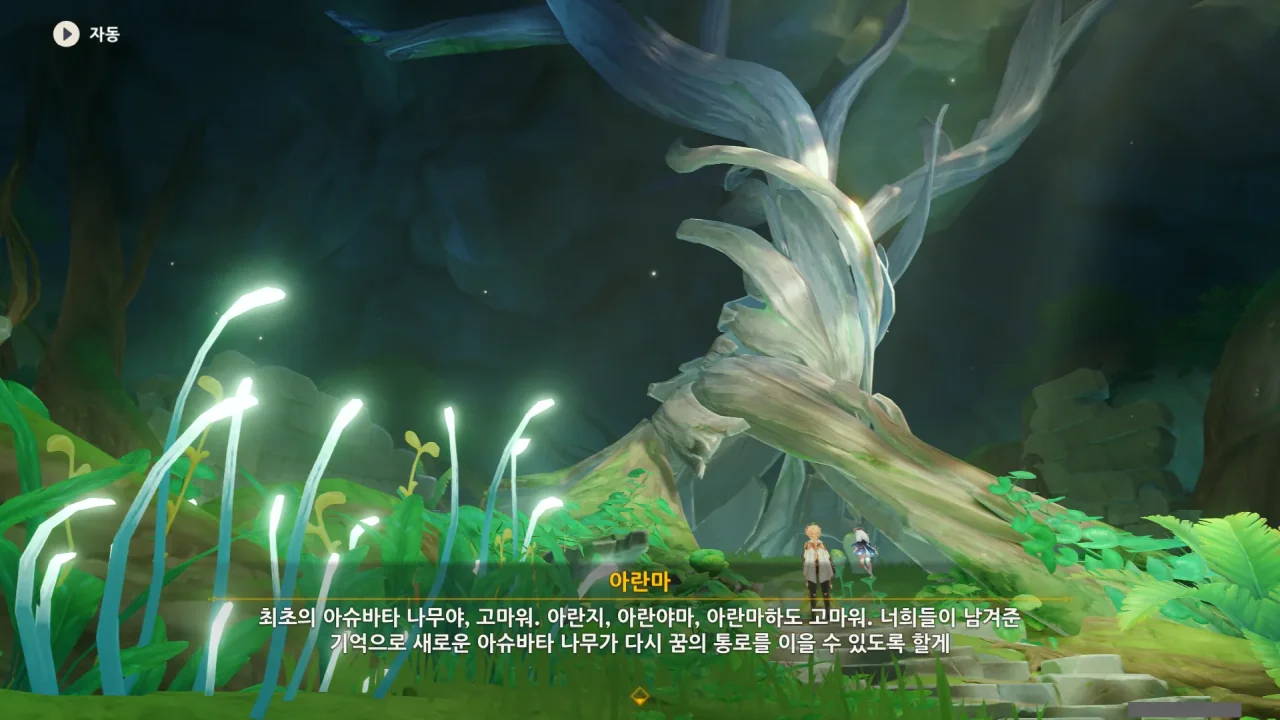 자동
아란마
최초의 아슈바타 나무야, 고마워. 아란지, 아란야마, 아란마하도 고마워. 너희들이 남겨준
기억으로 새로운 아슈바타 나무가 다시 꿈의 통로를 이을 수 있도록 할게